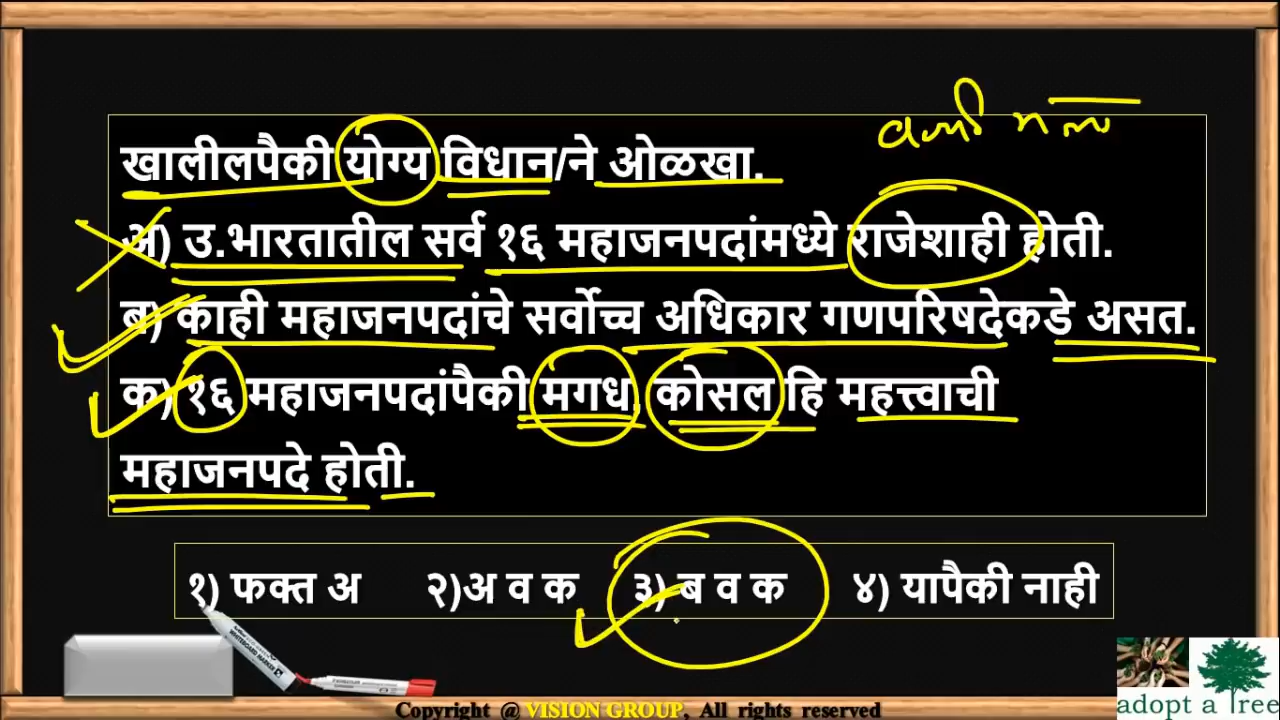 खालीलपैकी योग्य विधान/ने ओळखा.
अ) उ.भारतातील सर्व १६ महाजनपदांमध्ये राजेशाही होती.
ब) काही महाजनपदांचे सर्वोच्च अधिकार गणपरिषदेकडे असत.
क) १६ महाजनपदांपैकी मगध, कोसल हि महत्त्वाची
महाजनपदे होती.
१) फक्त अ २)अ व क ३) ब व क ४) यापैकी नाही
adopt a Tree
Copyright @ VISION GROUP, All rights reserved